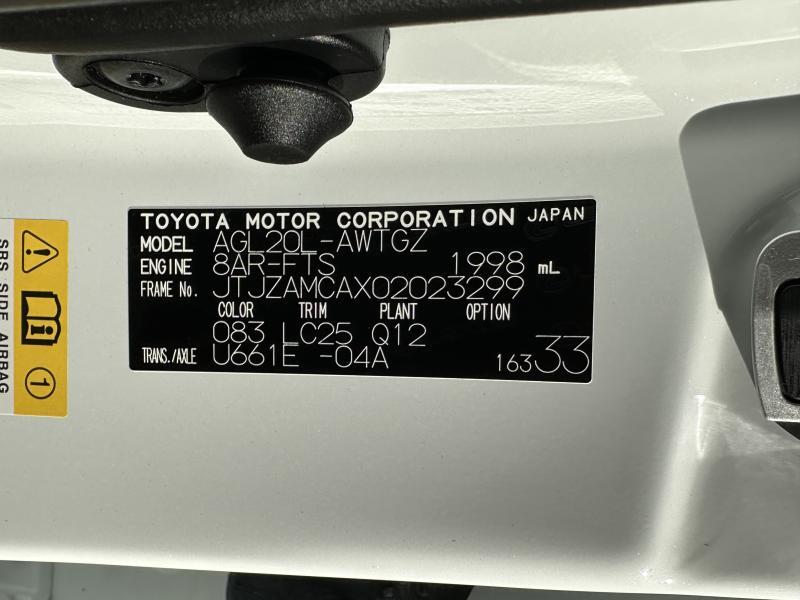 TOYOTA MOTOR CORPORATION JAPAN
MODEL AGL20L-AWTGZ
ENGINE 8AR-FTS 1998 mL
FRAME No. JTJZAMCAX02023299
COLOR TRIM PLANT OPTION
083 LC25 Q12
TRANS./AXLE U661E -04A 16333
SRS SIDE AIRBAG
1